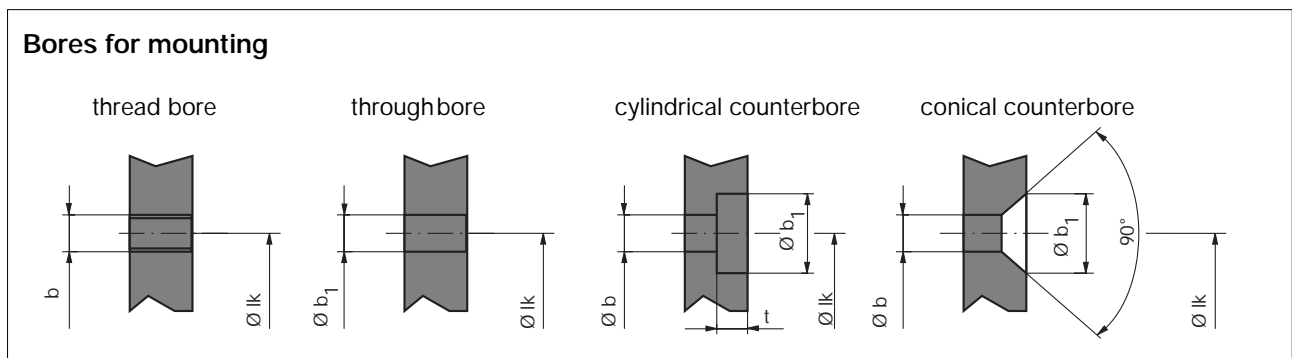 Bores for mounting
thread bore
through bore
cylindrical counterbore
conical counterbore
b
Ø lk
Ø b1
Ø lk
Ø b
Ø b1
t
Ø lk
Ø b
Ø b1
90°
Ø lk